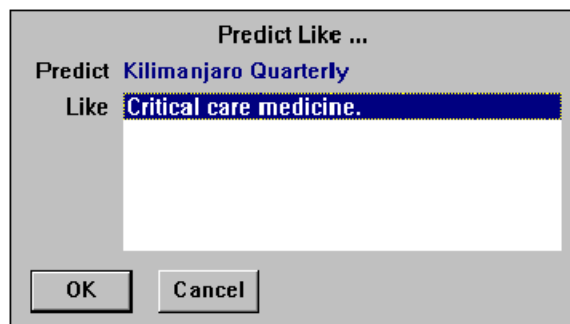 Predict Like ...
Predict Kilimanjaro Quarterly
Like Critical care medicine.
OK Cancel